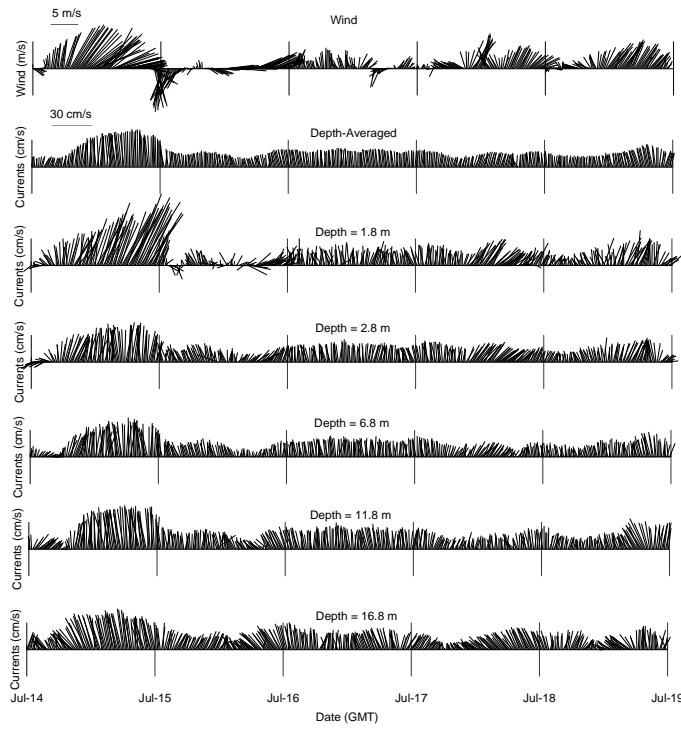 5 m/s
Wind
Wind (m/s)
30 cm/s
Depth-Averaged
Currents (cm/s)
Depth = 1.8 m
Currents (cm/s)
Depth = 2.8 m
Currents (cm/s)
Depth = 6.8 m
Currents (cm/s)
Depth = 11.8 m
Currents (cm/s)
Depth = 16.8 m
Currents (cm/s)
Jul-14 Jul-15 Jul-16 Jul-17 Jul-18 Jul-19
Date (GMT)